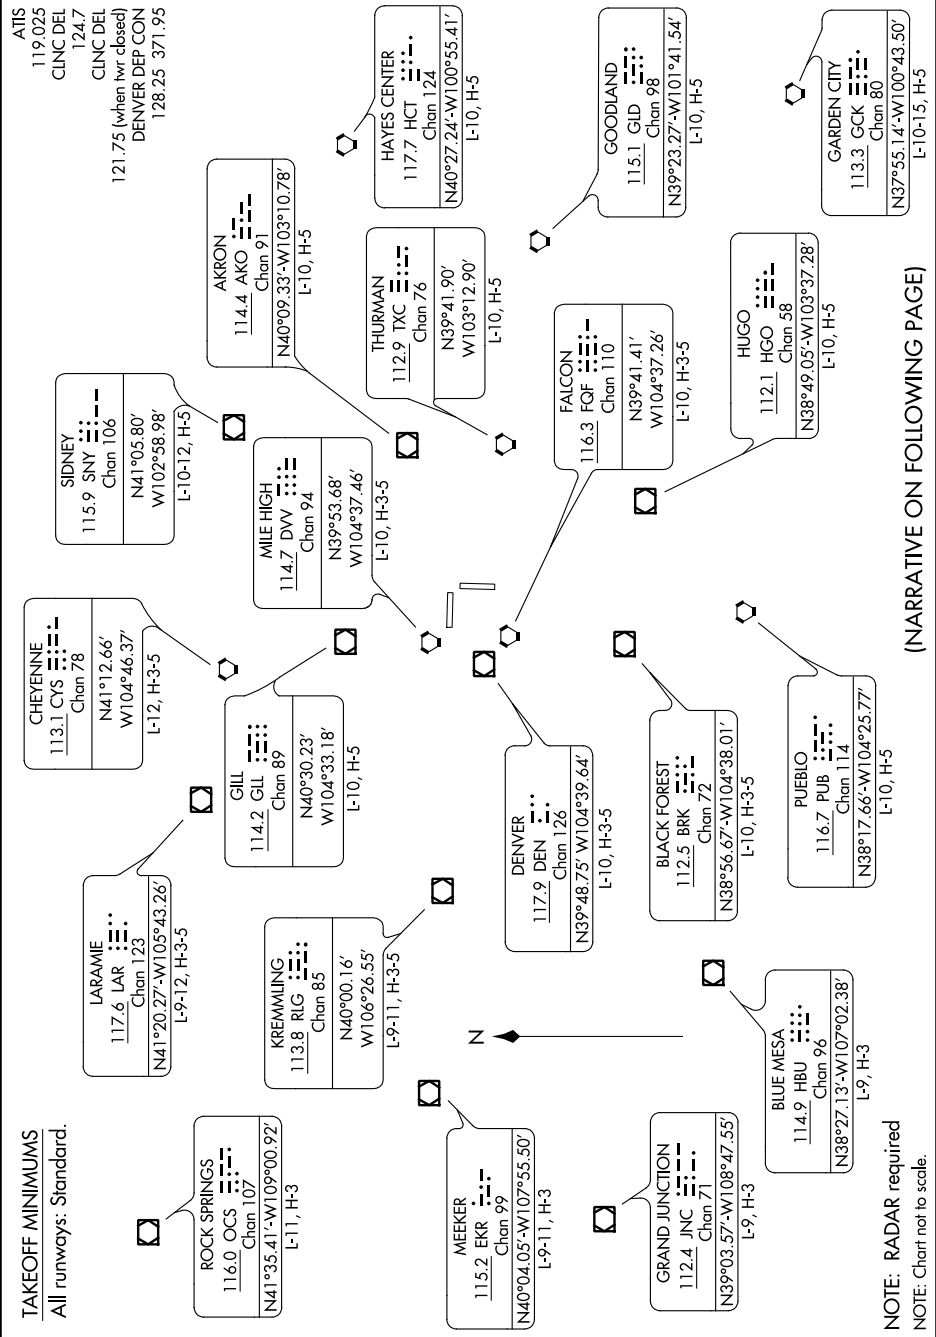 TAKEOFF MINIMUMS
All runways: Standard.
ATIS
119.025
CLNC DEL
124.7
CLNC DEL
121.75 (when twr closed)
DENVER DEP CON
128.25 371.95
ROCK SPRINGS
116.0 OCS
Chan 107
N41°35.41'-W109°00.92'
L-11, H-3
LARAMIE
117.6 LAR
Chan 123
N41°20.27'-W105°43.26'
L-9-12, H-3-5
CHEYENNE
113.1 CYS
Chan 78
N41°12.66'
W104°46.37'
L-12, H-3-5
SIDNEY
115.9 SNY
Chan 106
N41°05.80'
W102°58.98'
L-10-12, H-5
AKRON
114.4 AKO
Chan 91
N40°09.33'-W103°10.78'
L-10, H-5
HAYES CENTER
117.7 HCT
Chan 124
N40°27.24'-W100°55.41'
L-10, H-5
KREMMLING
113.8 RLG
Chan 85
N40°00.16'
W106°26.55'
L-9-11, H-3-5
GILL
114.2 GLL
Chan 89
N40°30.23'
W104°33.18'
L-10, H-5
MILE HIGH
114.7 DVV
Chan 94
N39°53.68'
W104°37.46'
L-10, H-3-5
THURMAN
112.9 TXC
Chan 76
N39°41.90'
W103°12.90'
L-10, H-5
N
MEEKER
115.2 EKR
Chan 99
N40°04.05'-W107°55.50'
L-9-11, H-3
DENVER
117.9 DEN
Chan 126
N39°48.75' W104°39.64'
L-10, H-3-5
FALCON
116.3 FQF
Chan 110
N39°41.41'
W104°37.26'
L-10, H-3-5
GOODLAND
115.1 GLD
Chan 98
N39°23.27'-W101°41.54'
L-10, H-5
GRAND JUNCTION
112.4 JNC
Chan 71
N39°03.57'-W108°47.55'
L-9, H-3
BLACK FOREST
112.5 BRK
Chan 72
N38°56.67'-W104°38.01'
L-10, H-3-5
HUGO
112.1 HGO
Chan 58
N38°49.05'-W103°37.28'
L-10, H-5
BLUE MESA
114.9 HBU
Chan 96
N38°27.13'-W107°02.38'
L-9, H-3
PUEBLO
116.7 PUB
Chan 114
N38°17.66'-W104°25.77'
L-10, H-5
GARDEN CITY
113.3 GCK
Chan 80
N37°55.14'-W100°43.50'
L-10-15, H-5
NOTE: RADAR required
NOTE: Chart not to scale.
(NARRATIVE ON FOLLOWING PAGE)